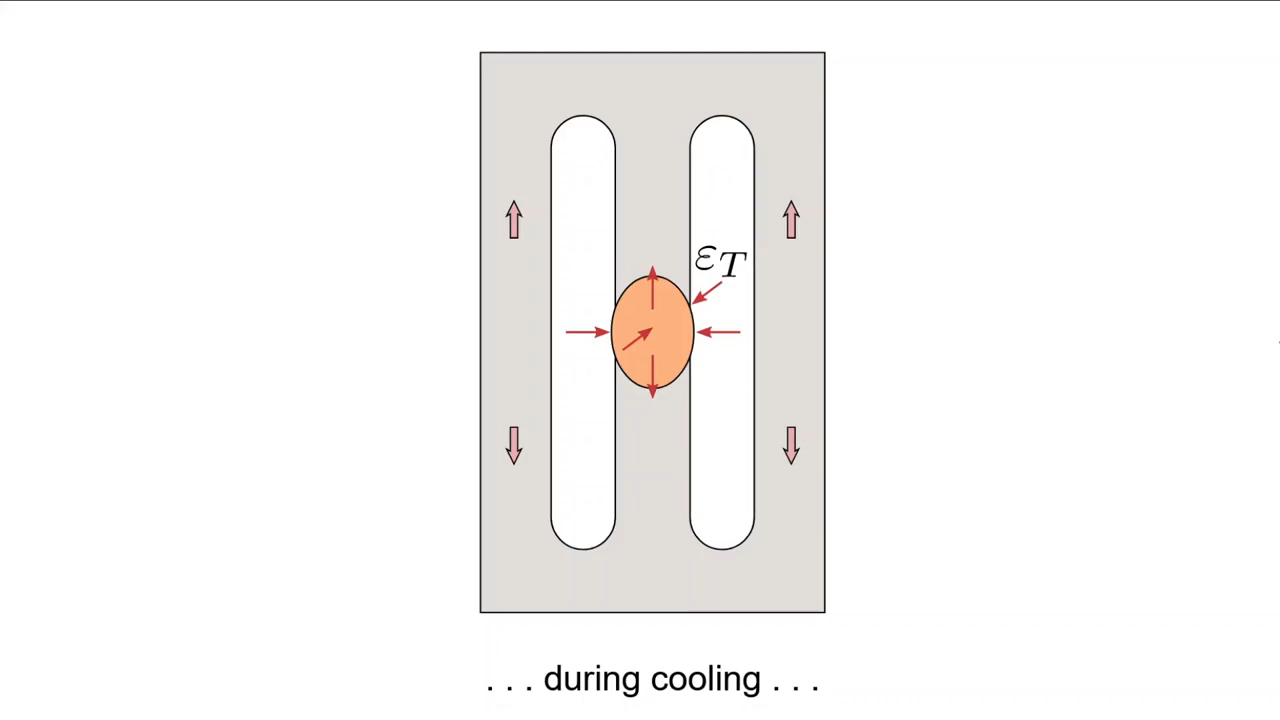 εT
. . . during cooling . . .